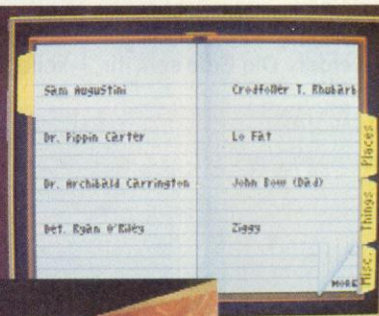 Sam Augustini
Dr. Pippin Carter
Dr. Archibald Carrington
Det. Ryan O'Riley
Crodfoller T. Rhubarb
Lo Fat
John Bow (Dad)
Ziggy
MORE
Places
Things
Misc.